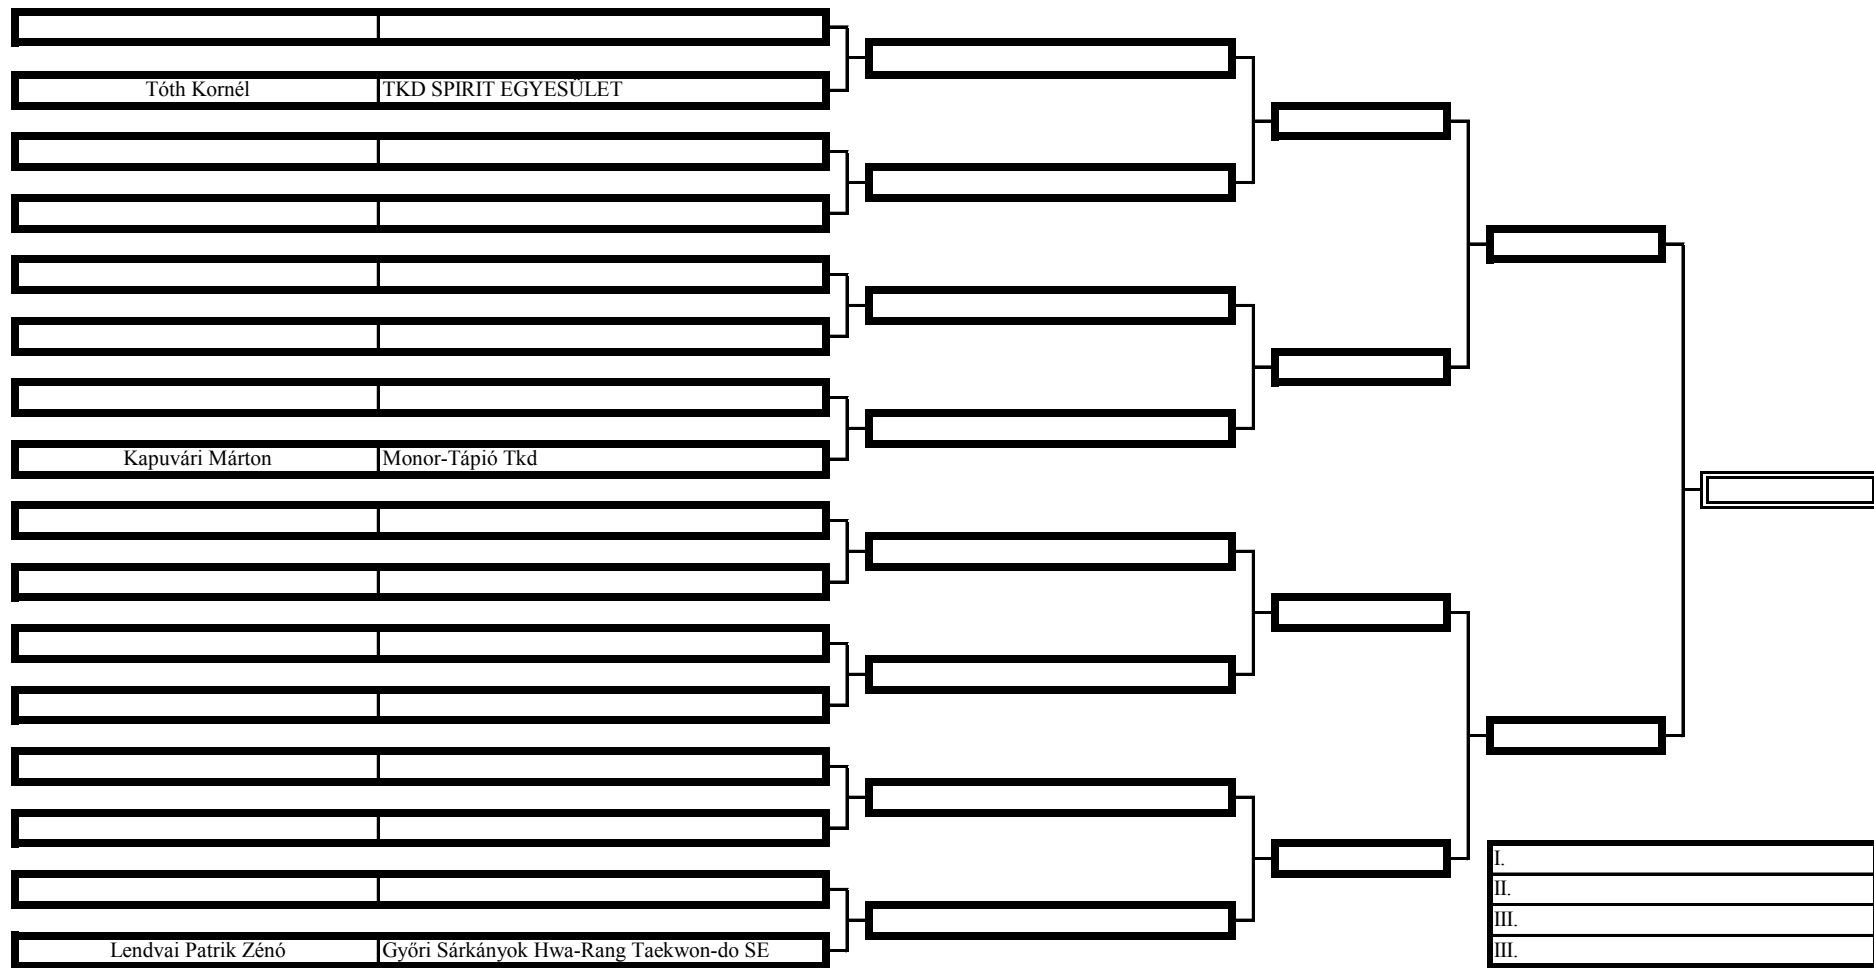 Tóth Kornél TKD SPIRIT EGYESÜLET
Kapuvári Márton Monor-Tápió Tkd
Lendvai Patrik Zénó Győri Sárkányok Hwa-Rang Taekwon-do SE
I.
II.
III.
III.